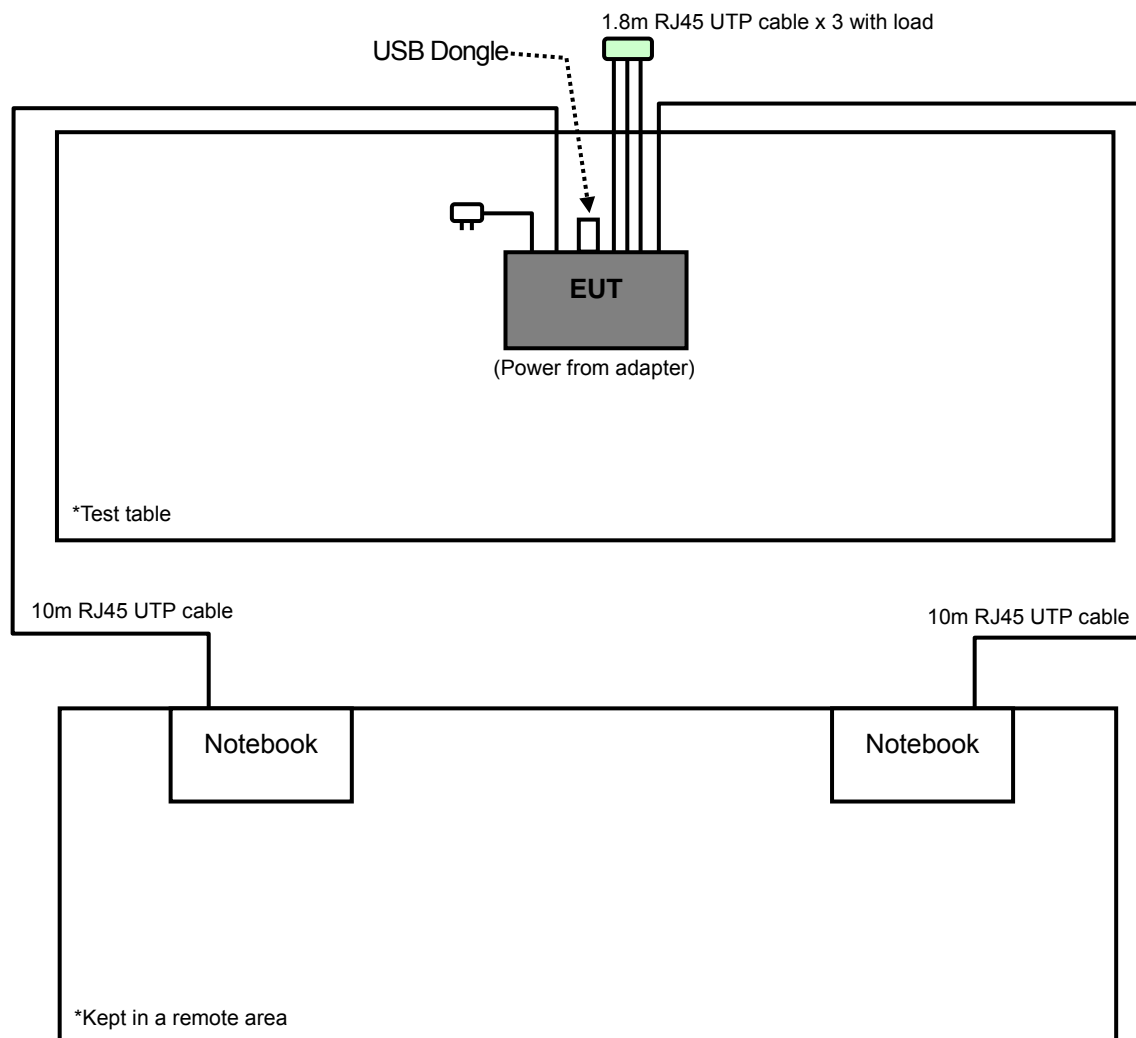 1.8m RJ45 UTP cable x 3 with load
USB Dongle
EUT
(Power from adapter)
*Test table
10m RJ45 UTP cable
10m RJ45 UTP cable
Notebook
Notebook
*Kept in a remote area